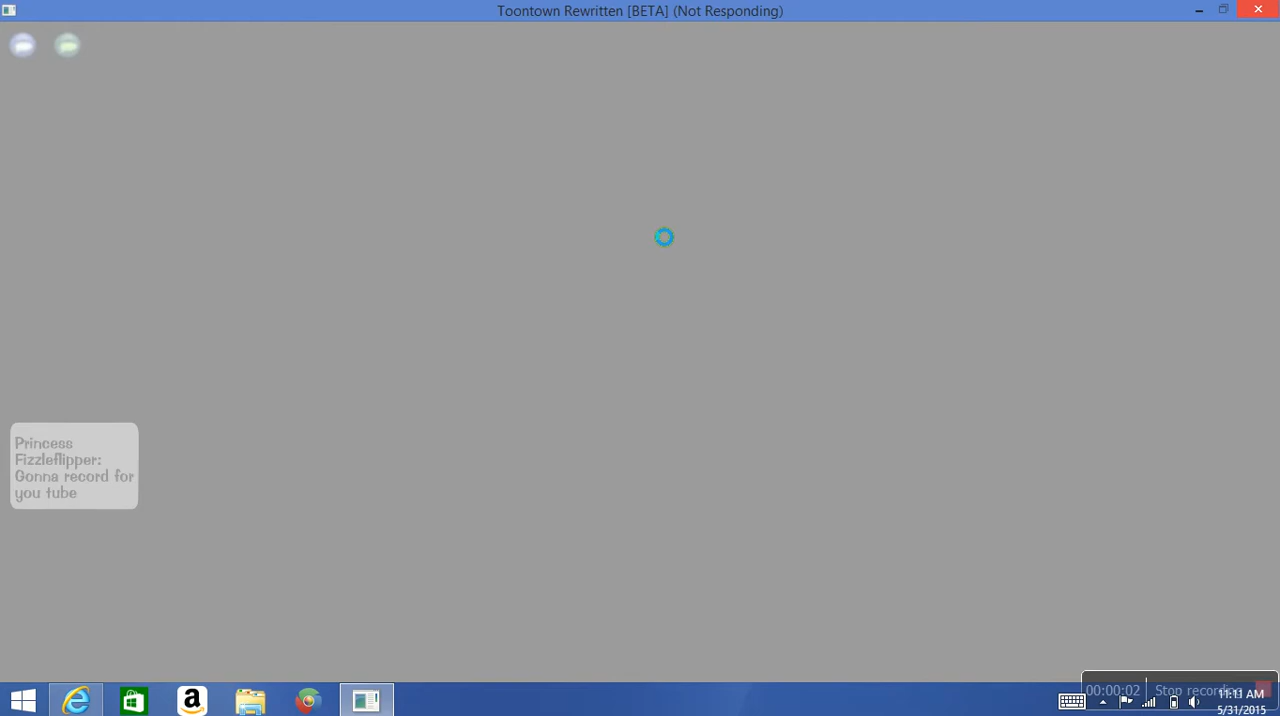 Toontown Rewritten [BETA] (Not Responding)
Princess
Fizzleflipper:
Gonna record for
you tube
00:00:02
Stop recording
11:11 AM
5/31/2015